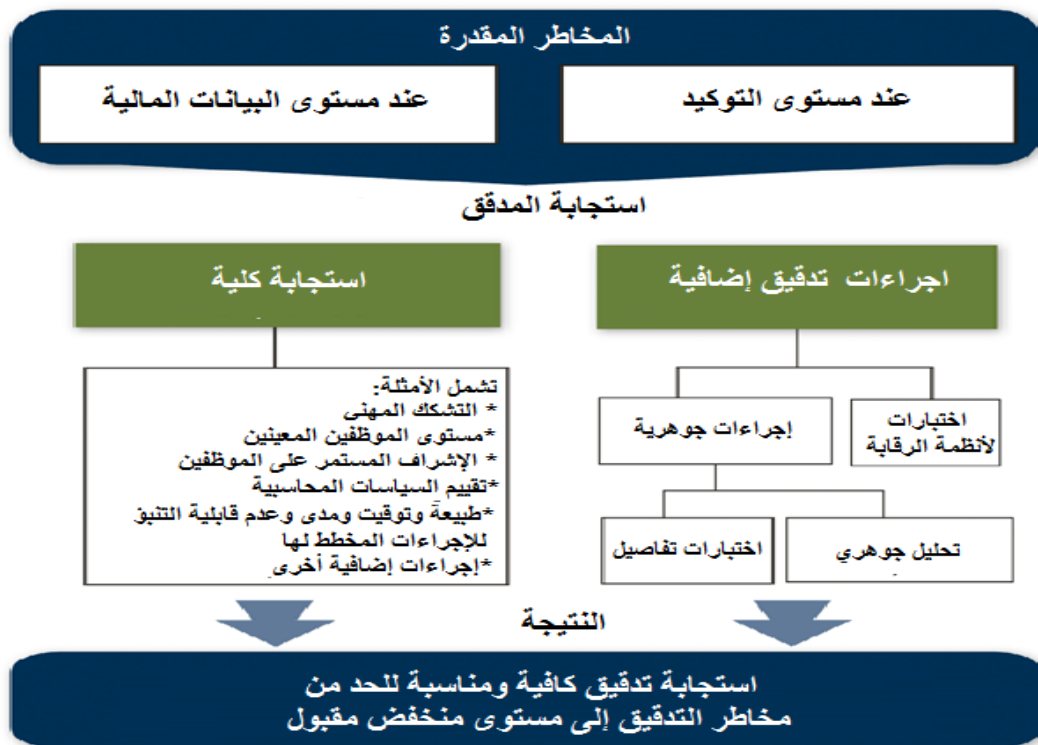 المخاطر المقدرة
عند مستوى التوكيد
عند مستوى البيانات المالية
استجابة المدقق
اجراءات تدقيق إضافية
استجابة كلية
اختبارات
لأنظمة الرقابة
إجراءات جوهرية
تحليل جوهري
اختبارات تفاصيل
تشمل الأمثلة:
* التشكك المهنى
*مستوى الموظفين المعينين
* الإشراف المستمر على الموظفين
*تقييم السياسات المحاسبية
*طبيعة وتوقيت ومدى وعدم قابلية التنبؤ
للإجراءات المخطط لها
*إجراءات إضافية أخرى
النتيجة
استجابة تدقيق كافية ومناسبة للحد من
مخاطر التدقيق إلى مستوى منخفض مقبول